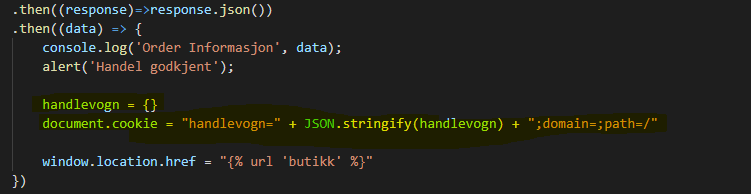 .then((response)=>response.json())
.then((data) => {
console.log('Order Informasjon', data);
alert('Handel godkjent');
handlevogn = {}
document.cookie = "handlevogn=" + JSON.stringify(handlevogn) + ";domain=;path=/"
window.location.href = "{% url 'butikk' %}"
})